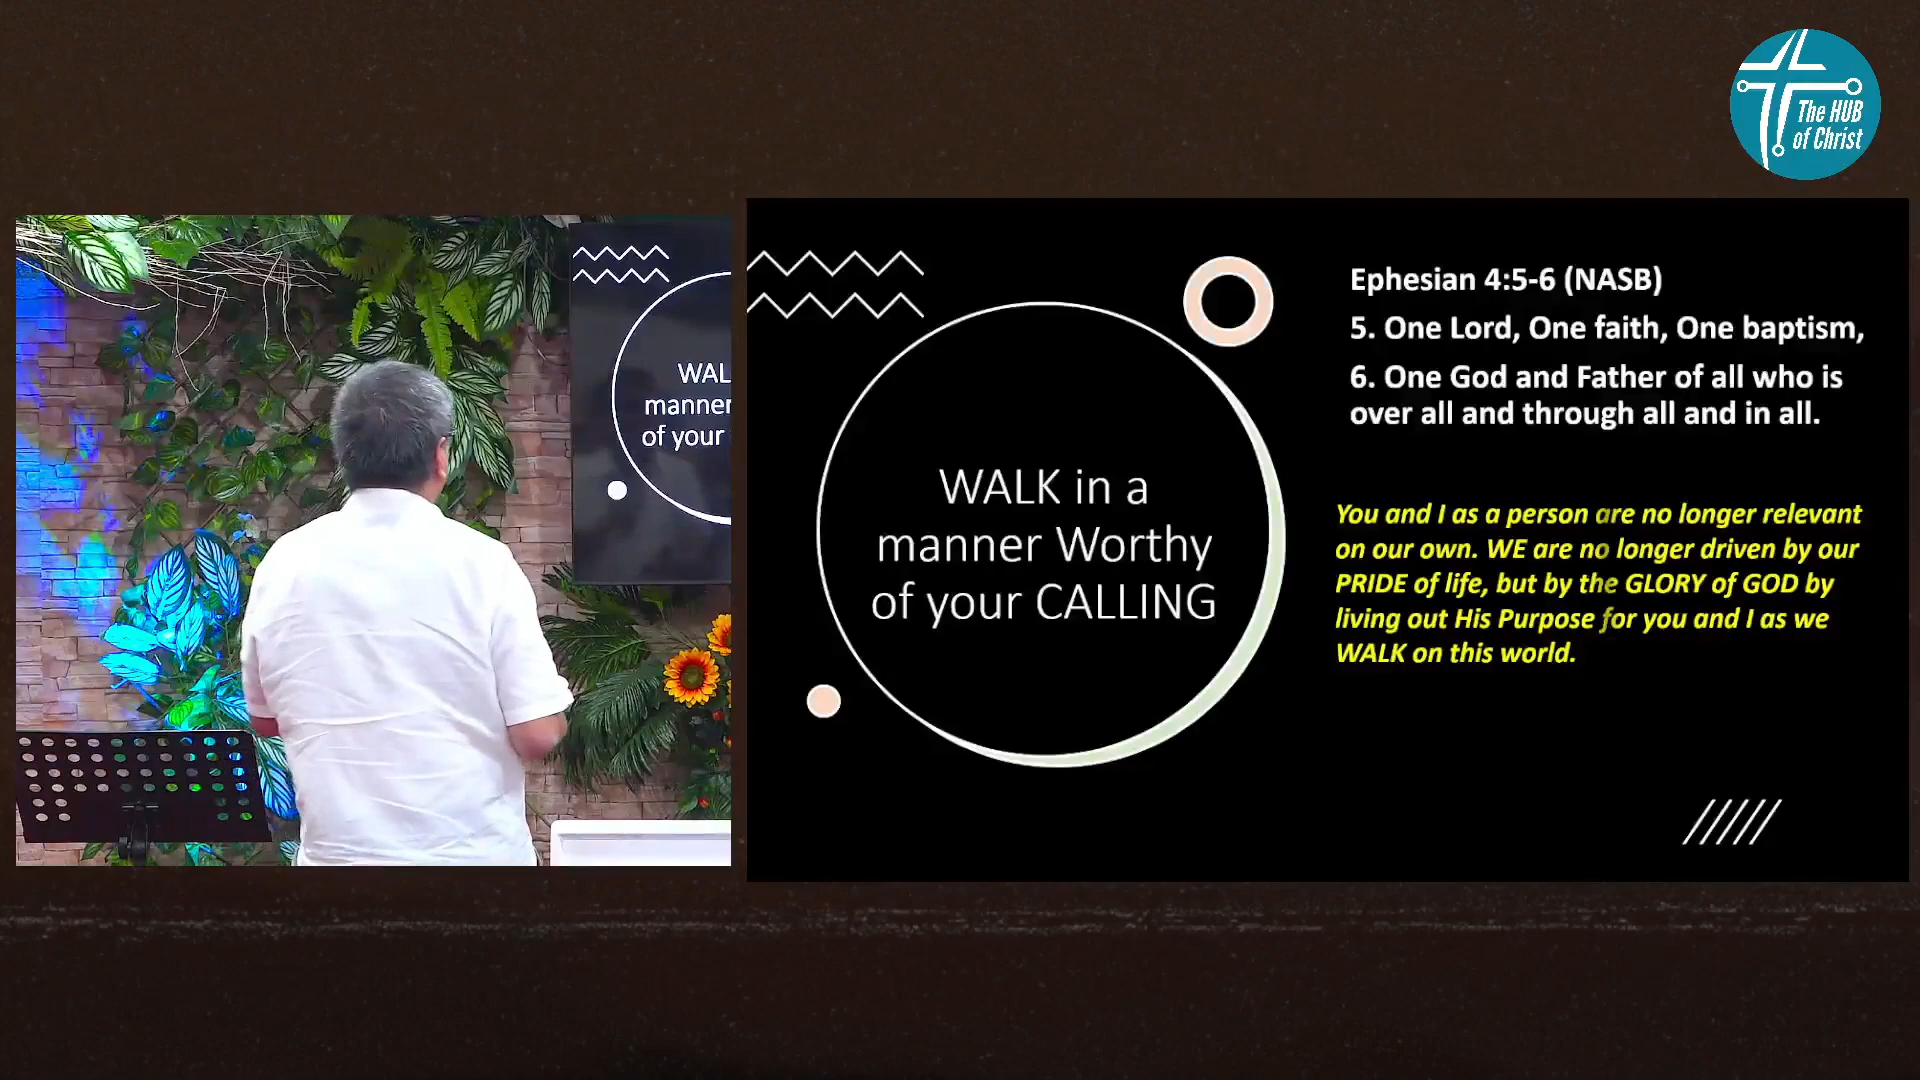 The HUB
of Christ
WAL
manner
of your
WALK in a
manner Worthy
of your CALLING
Ephesian 4:5-6 (NASB)
5. One Lord, One faith, One baptism,
6. One God and Father of all who is
over all and through all and in all.
You and I as a person are no longer relevant
on our own. WE are no longer driven by our
PRIDE of life, but by the GLORY of GOD by
living out His Purpose for you and I as we
WALK on this world.